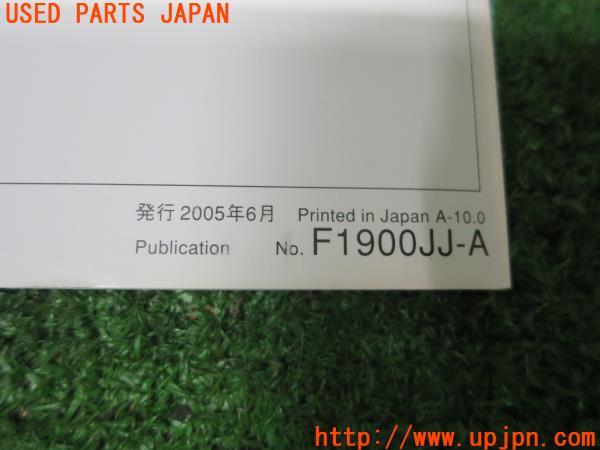 USED PARTS JAPAN
発行 2005年6月 Printed in Japan A-10.0
Publication No. F1900JJ-A
http://www.upjpn.com